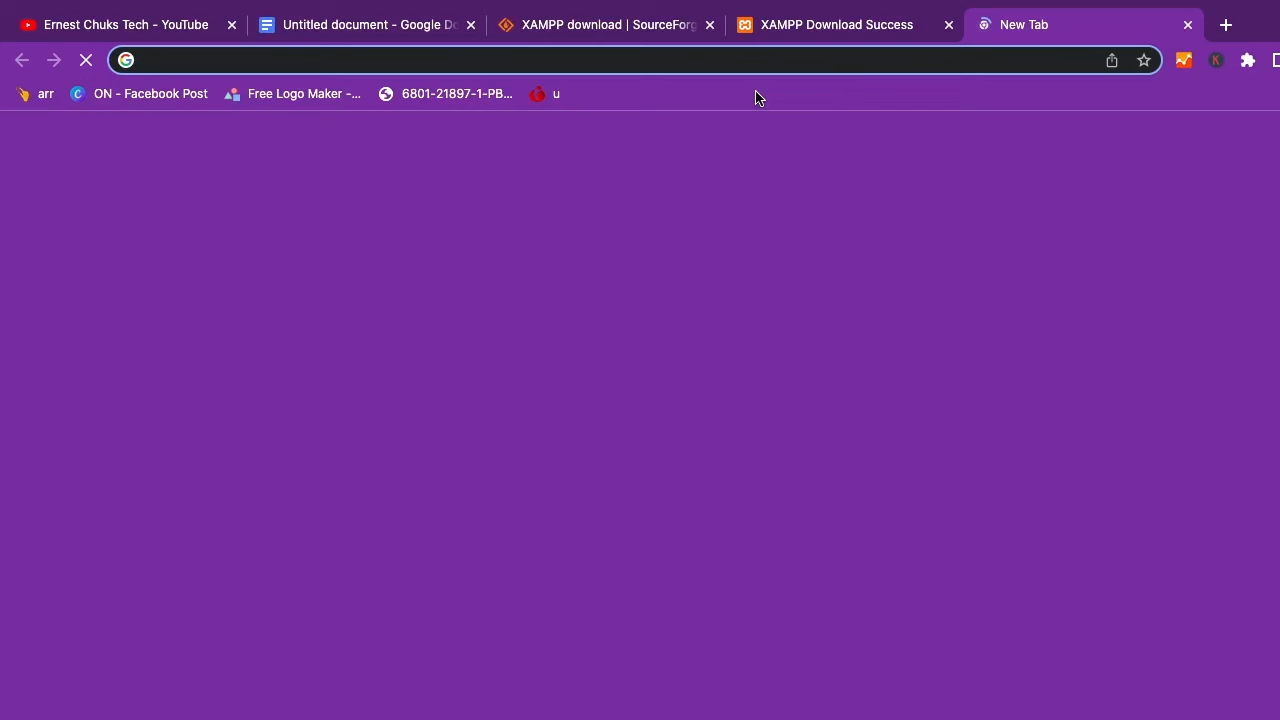 Ernest Chuks Tech - YouTube
Untitled document - Google Do
XAMPP download | SourceForg
XAMPP Download Success
New Tab
K
arr
ON - Facebook Post
Free Logo Maker -...
6801-21897-1-PB...
u